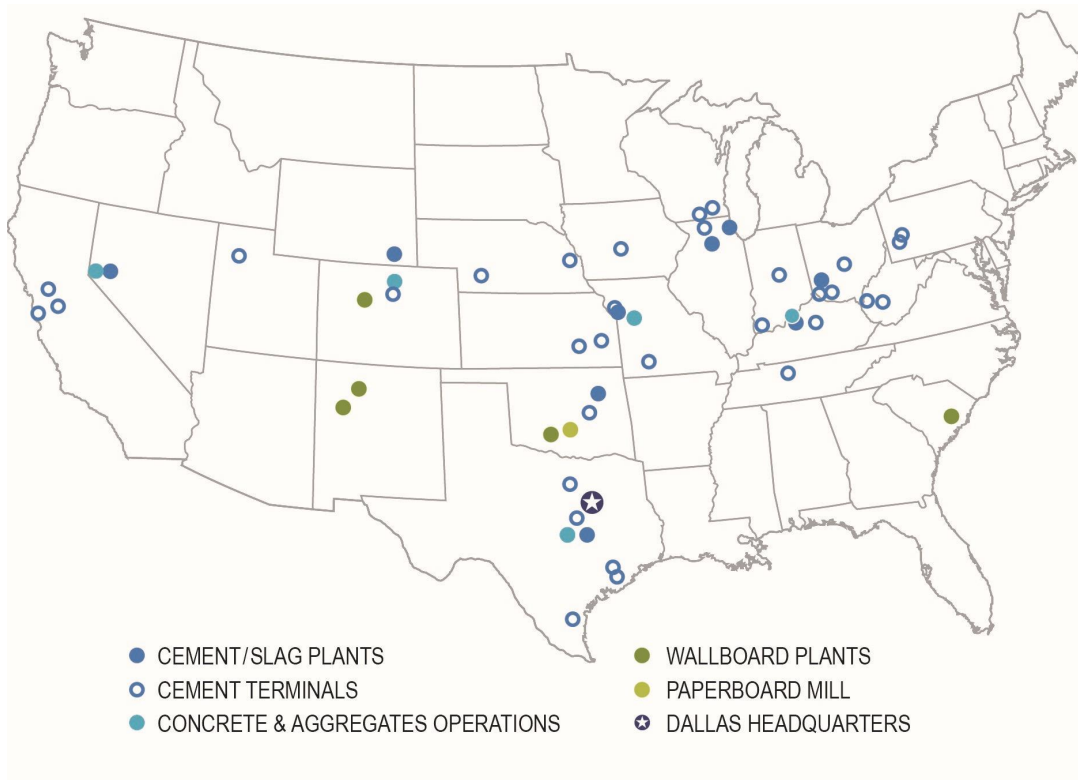 CEMENT/SLAG PLANTS
CEMENT TERMINALS
CONCRETE & AGGREGATES OPERATIONS
WALLBOARD PLANTS
PAPERBOARD MILL
DALLAS HEADQUARTERS